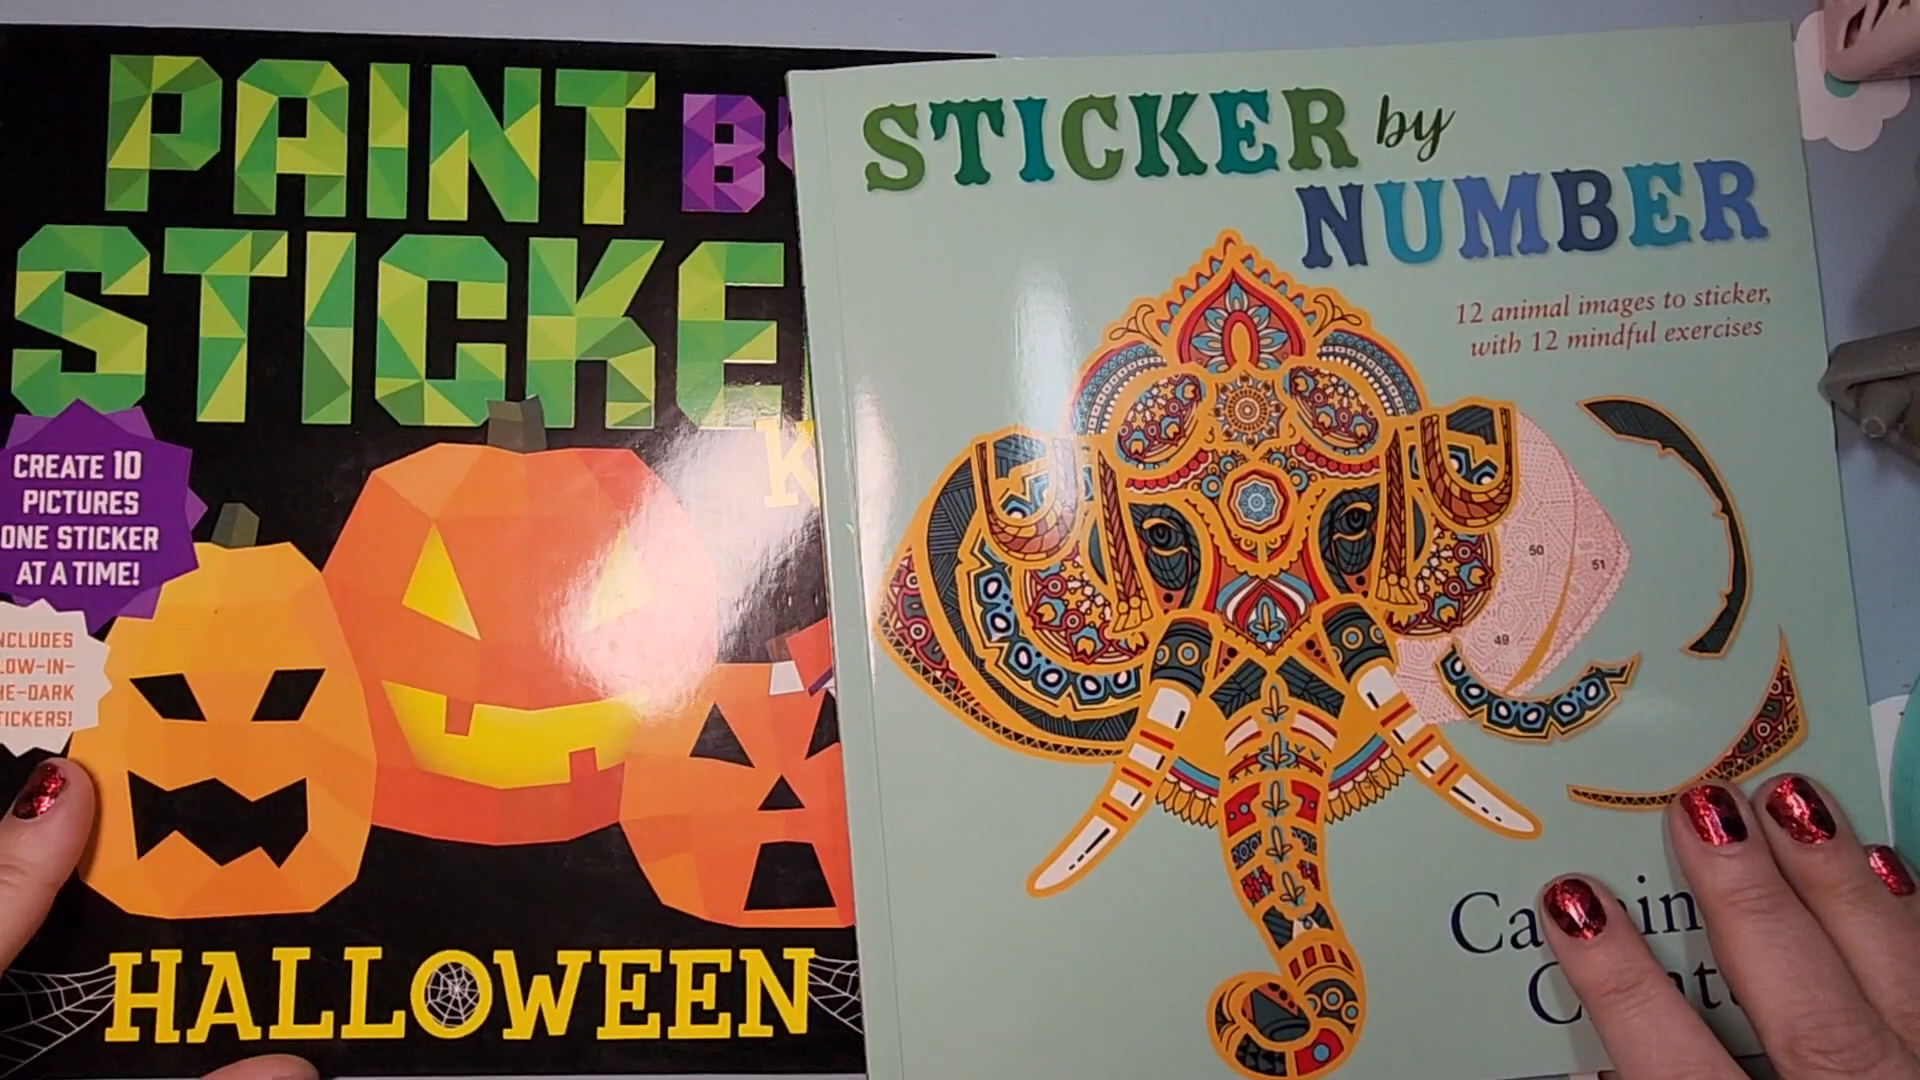 PAINT
STICKE
K
CREATE 10
PICTURES
ONE STICKER
AT A TIME!
HALLOWEEN
STICKER by
NUMBER
12 animal images to sticker,
with 12 mindful exercises
50
51
49